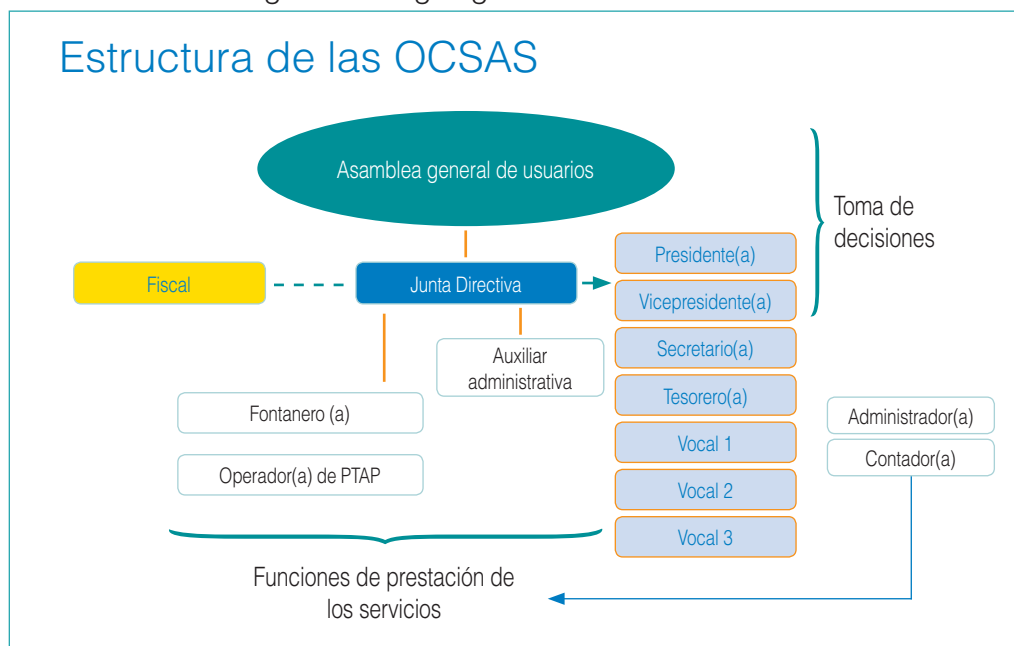 Estructura de las OCSAS
Asamblea general de usuarios
Toma de
decisiones
Presidente(a)
Fiscal
Junta Directiva
Vicepresidente(a)
Auxiliar
administrativa
Secretario(a)
Tesorero(a)
Fontanero (a)
Administrador(a)
Vocal 1
Contador(a)
Operador(a) de PTAP
Vocal 2
Vocal 3
Funciones de prestación de
los servicios